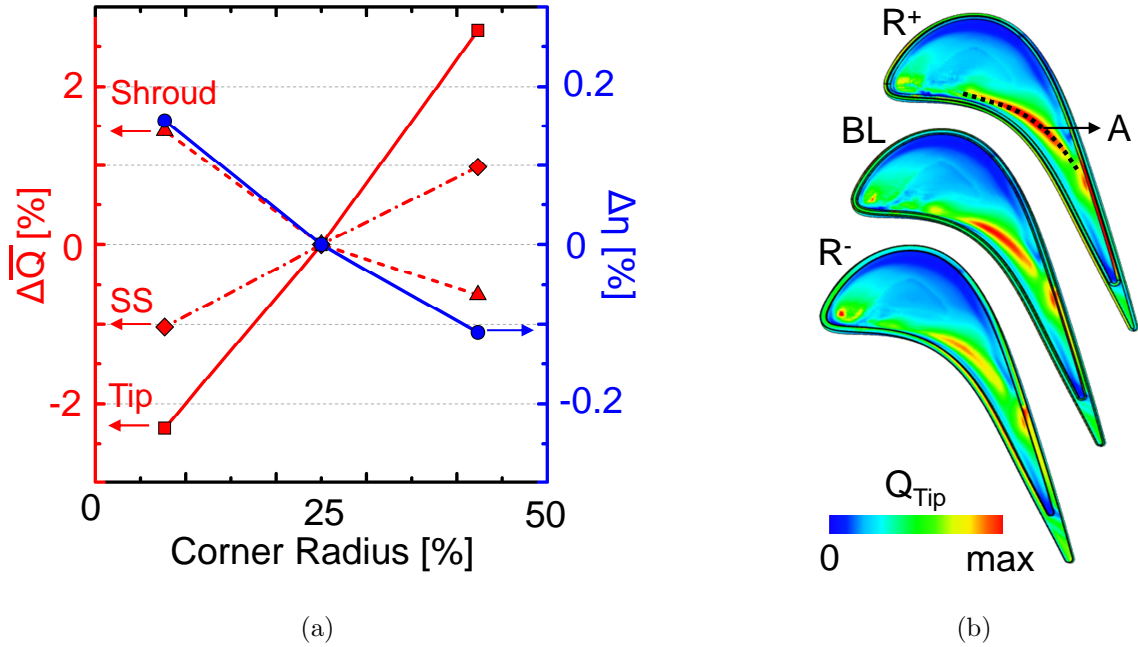 2
0
-2
ΔQ̅ [%]
Shroud
SS
Tip
0.2
0
-0.2
Δη [%]
0
25
50
Corner Radius [%]
(a)
R⁺
A
BL
R⁻
Q_Tip
0
max
(b)